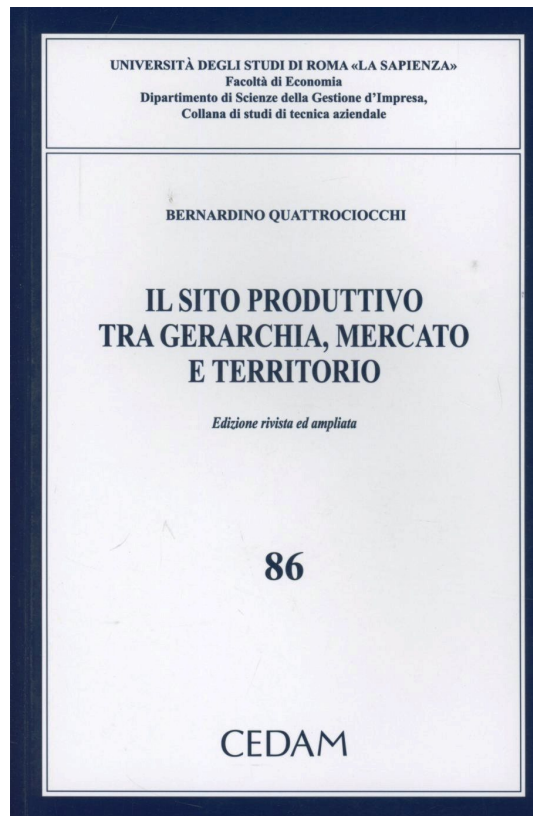 UNIVERSITÀ DEGLI STUDI DI ROMA «LA SAPIENZA»
Facoltà di Economia
Dipartimento di Scienze della Gestione d'Impresa,
Collana di studi di tecnica aziendale
BERNARDINO QUATTROCIOCCHI
IL SITO PRODUTTIVO
TRA GERARCHIA, MERCATO
E TERRITORIO
Edizione rivista ed ampliata
86
CEDAM